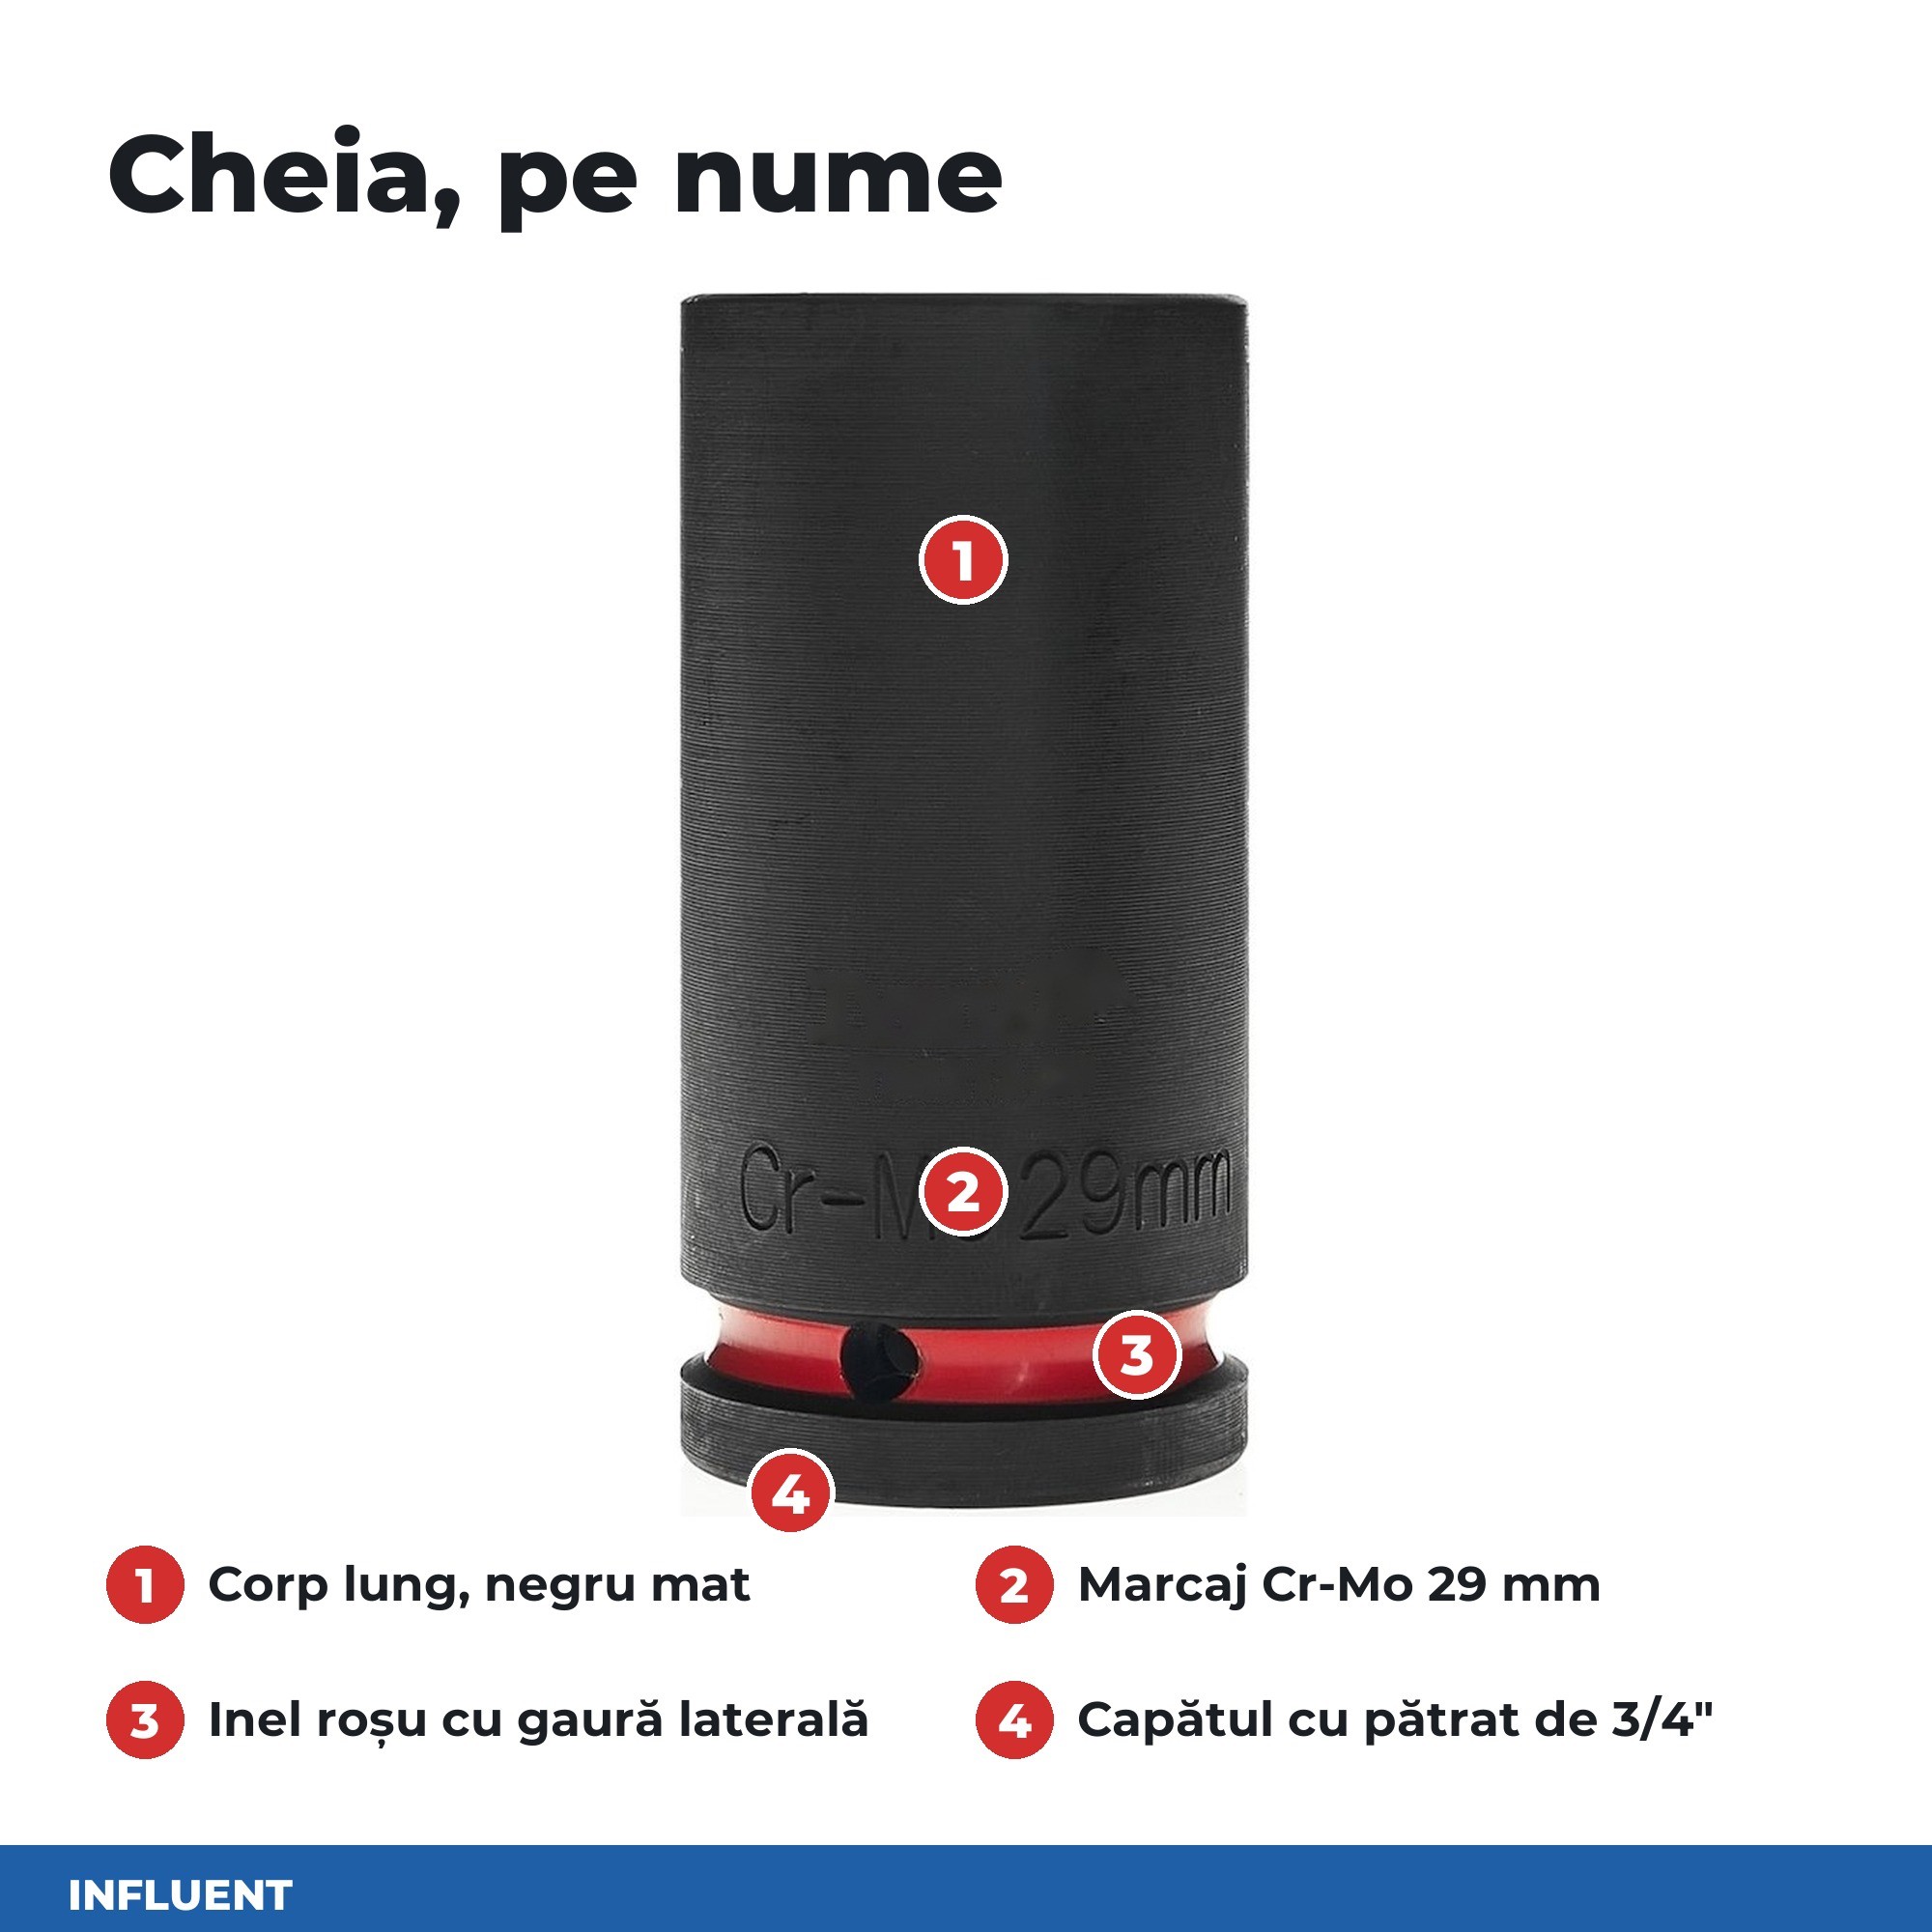 Cheia, pe nume
1
Cr-Mo 29mm
2
3
4
1 Corp lung, negru mat
2 Marcaj Cr-Mo 29 mm
3 Inel roșu cu gaură laterală
4 Capătul cu pătrat de 3/4"
INFLUENT